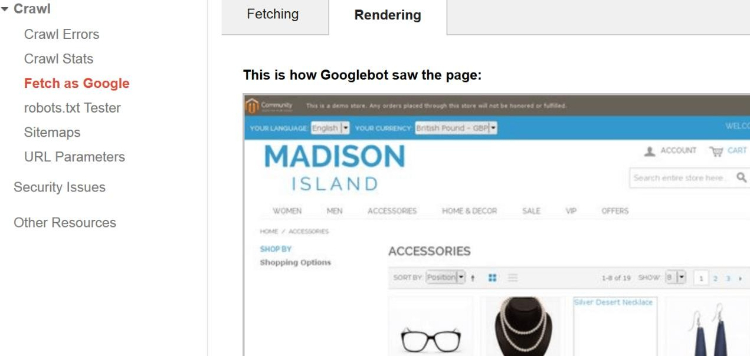 Crawl
Crawl Errors
Crawl Stats
Fetch as Google
robots.txt Tester
Sitemaps
URL Parameters
Security Issues
Other Resources
Fetching
Rendering
This is how Googlebot saw the page:
Community This is a demo store. Any orders placed through this store will not be honored or fulfilled.
YOUR LANGUAGE: English YOUR CURRENCY: British Pound - GBP
MADISON
ISLAND
ACCOUNT CART
Search entire store here...
WOMEN MEN ACCESSORIES HOME & DECOR SALE VIP OFFERS
HOME / ACCESSORIES
SHOP BY
Shopping Options
ACCESSORIES
SORT BY Position 1-8 of 19 SHOW 8 1 2 3
Silver Desert Necklace